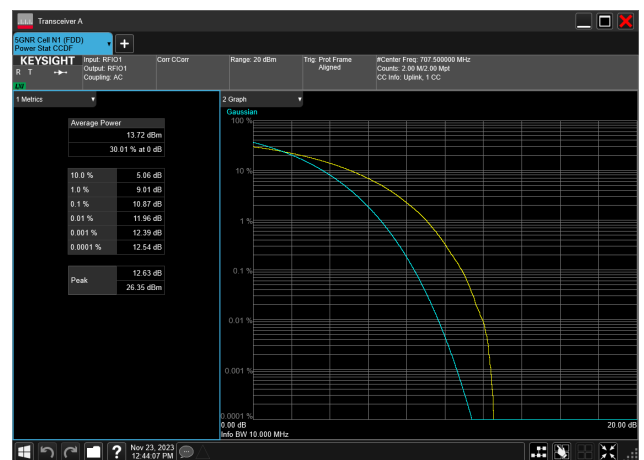 Transceiver A
5GNR Cell N1 (FDD)
Power Stat CCDF
KEYSIGHT
R T
LV
Input: RFIO1
Output: RFIO1
Coupling: AC
Corr CCorr
Range: 20 dBm
Trig: Prot Frame
Aligned
#Center Freq: 707.500000 MHz
Counts: 2.00 M/2.00 Mpt
CC Info: Uplink, 1 CC
1 Metrics
Average Power
13.72 dBm
30.01 % at 0 dB
10.0 % 5.06 dB
1.0 % 9.01 dB
0.1 % 10.87 dB
0.01 % 11.96 dB
0.001 % 12.39 dB
0.0001 % 12.54 dB
Peak
12.63 dB
26.35 dBm
2 Graph
Gaussian
100 %
10 %
1 %
0.1 %
0.01 %
0.001 %
0.0001 %
0.00 dB
20.00 dB
Info BW 10.000 MHz
Nov 23, 2023
12:44:07 PM